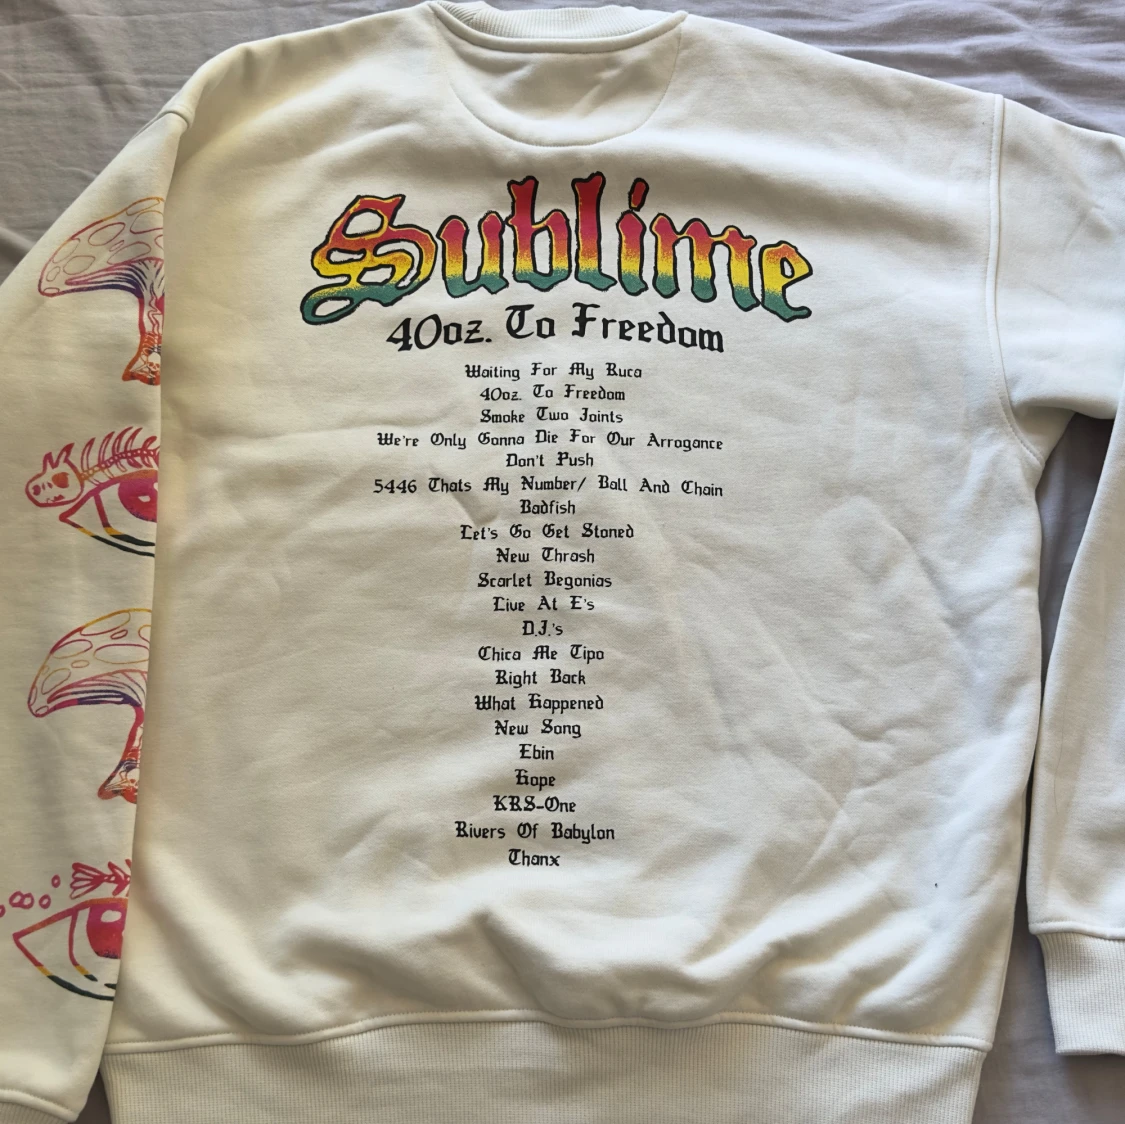 Sublime
40oz. To Freedom
Waiting For My Ruca
40oz. To Freedom
Smoke Two Joints
We're Only Gonna Die For Our Arrogance
Don't Push
5446 Thats My Number/ Ball And Chain
Badfish
Let's Go Get Stoned
New Thrash
Scarlet Begonias
Live At E's
D.J.'s
Chica Me Tipo
Right Back
What Happened
New Song
Ebin
Hope
KRS-One
Rivers Of Babylon
Thanx